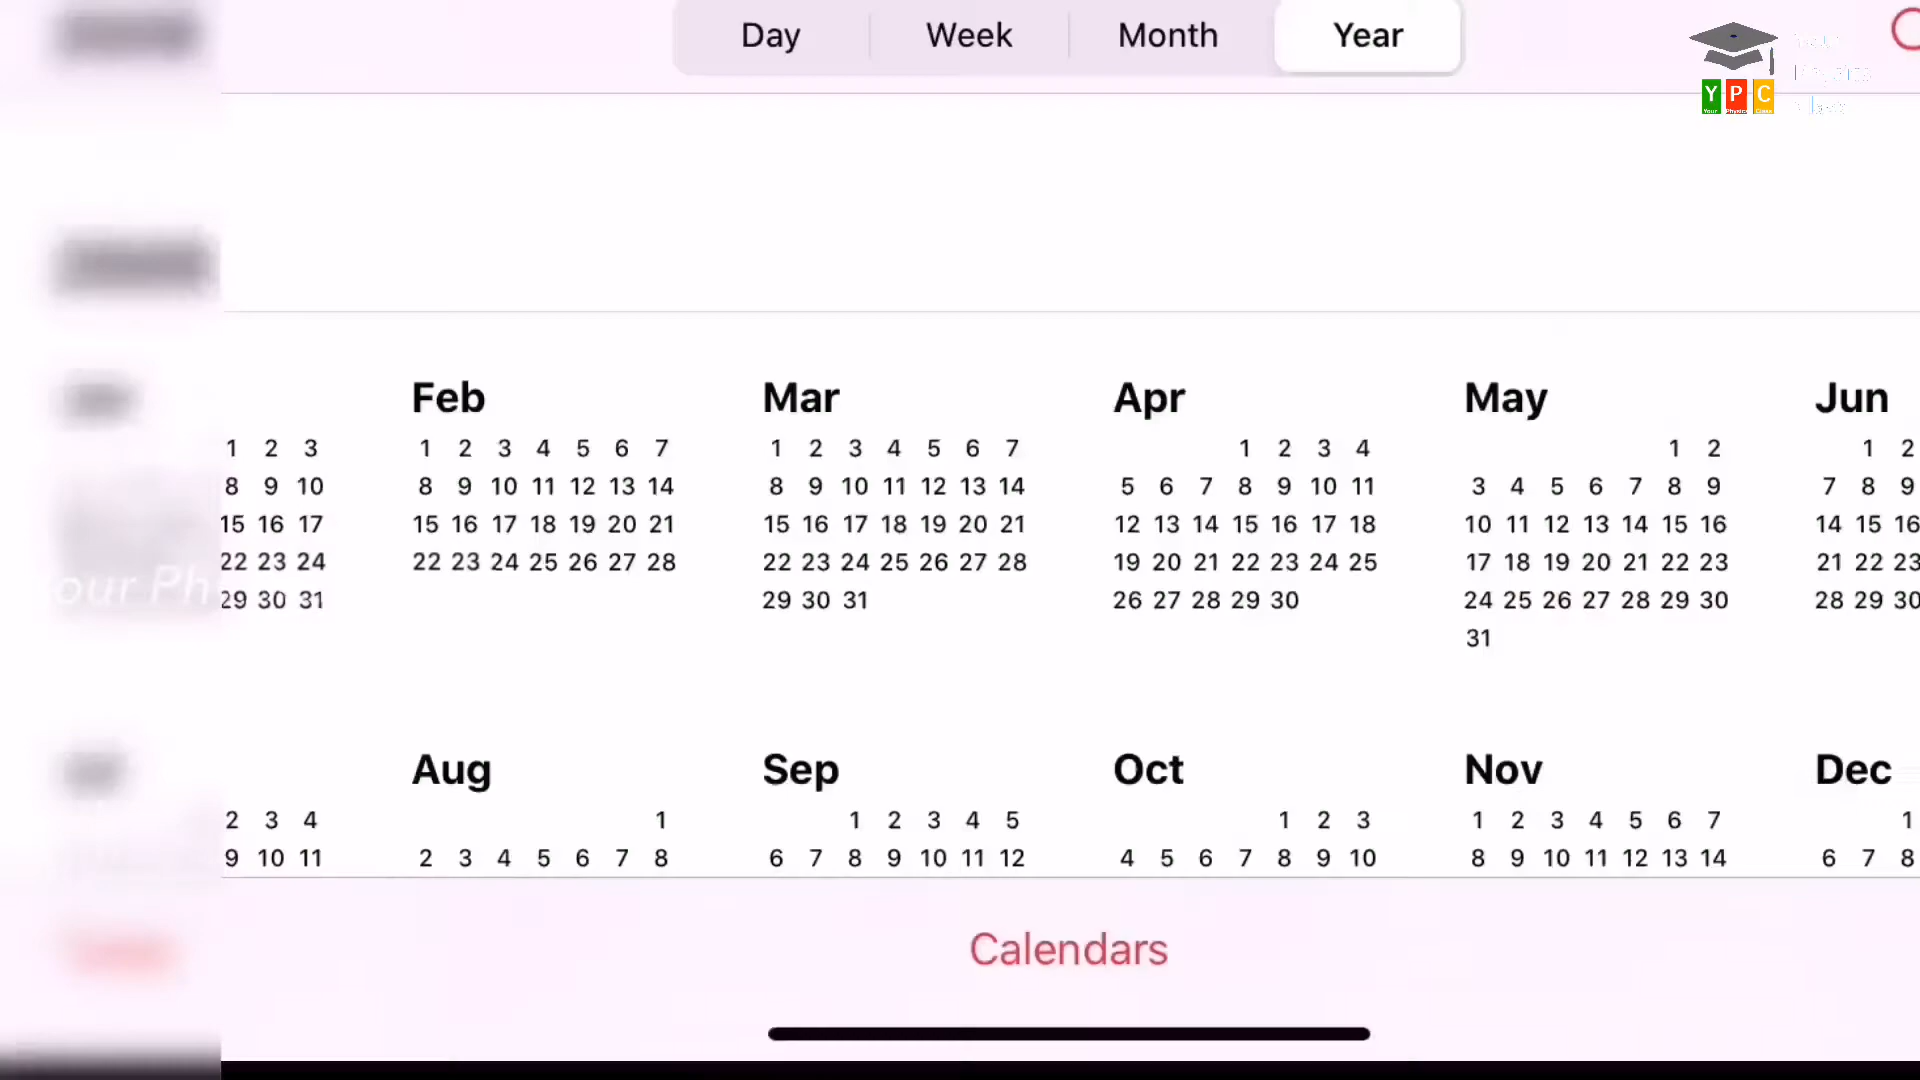 Day Week Month Year
Y P C
Feb Mar Apr May Jun
1 2 3 1 2 3 4 5 6 7 1 2 3 4 5 6 7 1 2 3 4 1 2 1 2
8 9 10 8 9 10 11 12 13 14 8 9 10 11 12 13 14 5 6 7 8 9 10 11 3 4 5 6 7 8 9 7 8 9
15 16 17 15 16 17 18 19 20 21 15 16 17 18 19 20 21 12 13 14 15 16 17 18 10 11 12 13 14 15 16 14 15 16
22 23 24 22 23 24 25 26 27 28 22 23 24 25 26 27 28 19 20 21 22 23 24 25 17 18 19 20 21 22 23 21 22 23
our Ph 29 30 31 29 30 31 26 27 28 29 30 24 25 26 27 28 29 30 28 29 30
31
Aug Sep Oct Nov Dec
2 3 4 1 1 2 3 4 5 1 2 3 1 2 3 4 5 6 7 1
9 10 11 2 3 4 5 6 7 8 6 7 8 9 10 11 12 4 5 6 7 8 9 10 8 9 10 11 12 13 14 6 7 8
Calendars